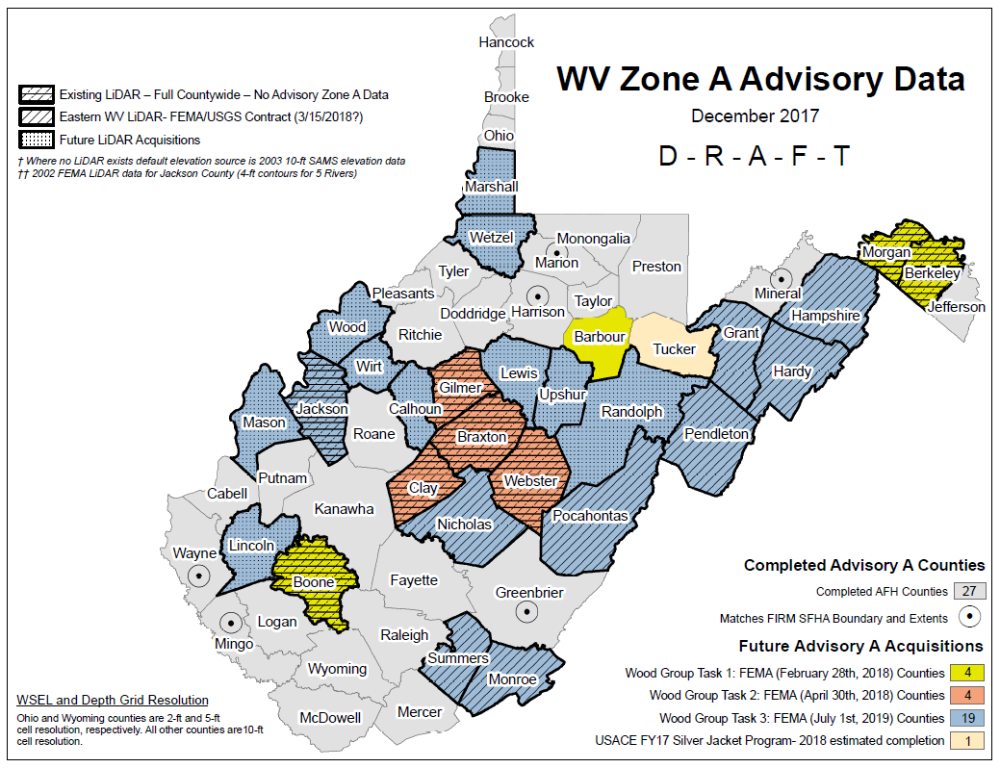 WV Zone A Advisory Data
December 2017
D - R - A - F - T
Existing LiDAR – Full Countywide – No Advisory Zone A Data
Eastern WV LiDAR- FEMA/USGS Contract (3/15/2018?)
Future LiDAR Acquisitions
† Where no LiDAR exists default elevation source is 2003 10-ft SAMS elevation data
†† 2002 FEMA LiDAR data for Jackson County (4-ft contours for 5 Rivers)
Hancock
Brooke
Ohio
Marshall
Wetzel
Monongalia
Marion
Preston
Tyler
Pleasants
Doddridge
Harrison
Taylor
Morgan
Berkeley
Jefferson
Mineral
Hampshire
Grant
Hardy
Wood
Ritchie
Barbour
Tucker
Wirt
Lewis
Gilmer
Upshur
Calhoun
Randolph
Jackson
Mason
Roane
Braxton
Pendleton
Putnam
Clay
Webster
Cabell
Kanawha
Nicholas
Pocahontas
Wayne
Lincoln
Boone
Fayette
Greenbrier
Logan
Mingo
Raleigh
Summers
Wyoming
Monroe
McDowell
Mercer
Completed Advisory A Counties
Completed AFH Counties 27
Matches FIRM SFHA Boundary and Extents
Future Advisory A Acquisitions
Wood Group Task 1: FEMA (February 28th, 2018) Counties 4
Wood Group Task 2: FEMA (April 30th, 2018) Counties 4
Wood Group Task 3: FEMA (July 1st, 2019) Counties 19
USACE FY17 Silver Jacket Program- 2018 estimated completion 1
WSEL and Depth Grid Resolution
Ohio and Wyoming counties are 2-ft and 5-ft
cell resolution, respectively. All other counties are10-ft
cell resolution.